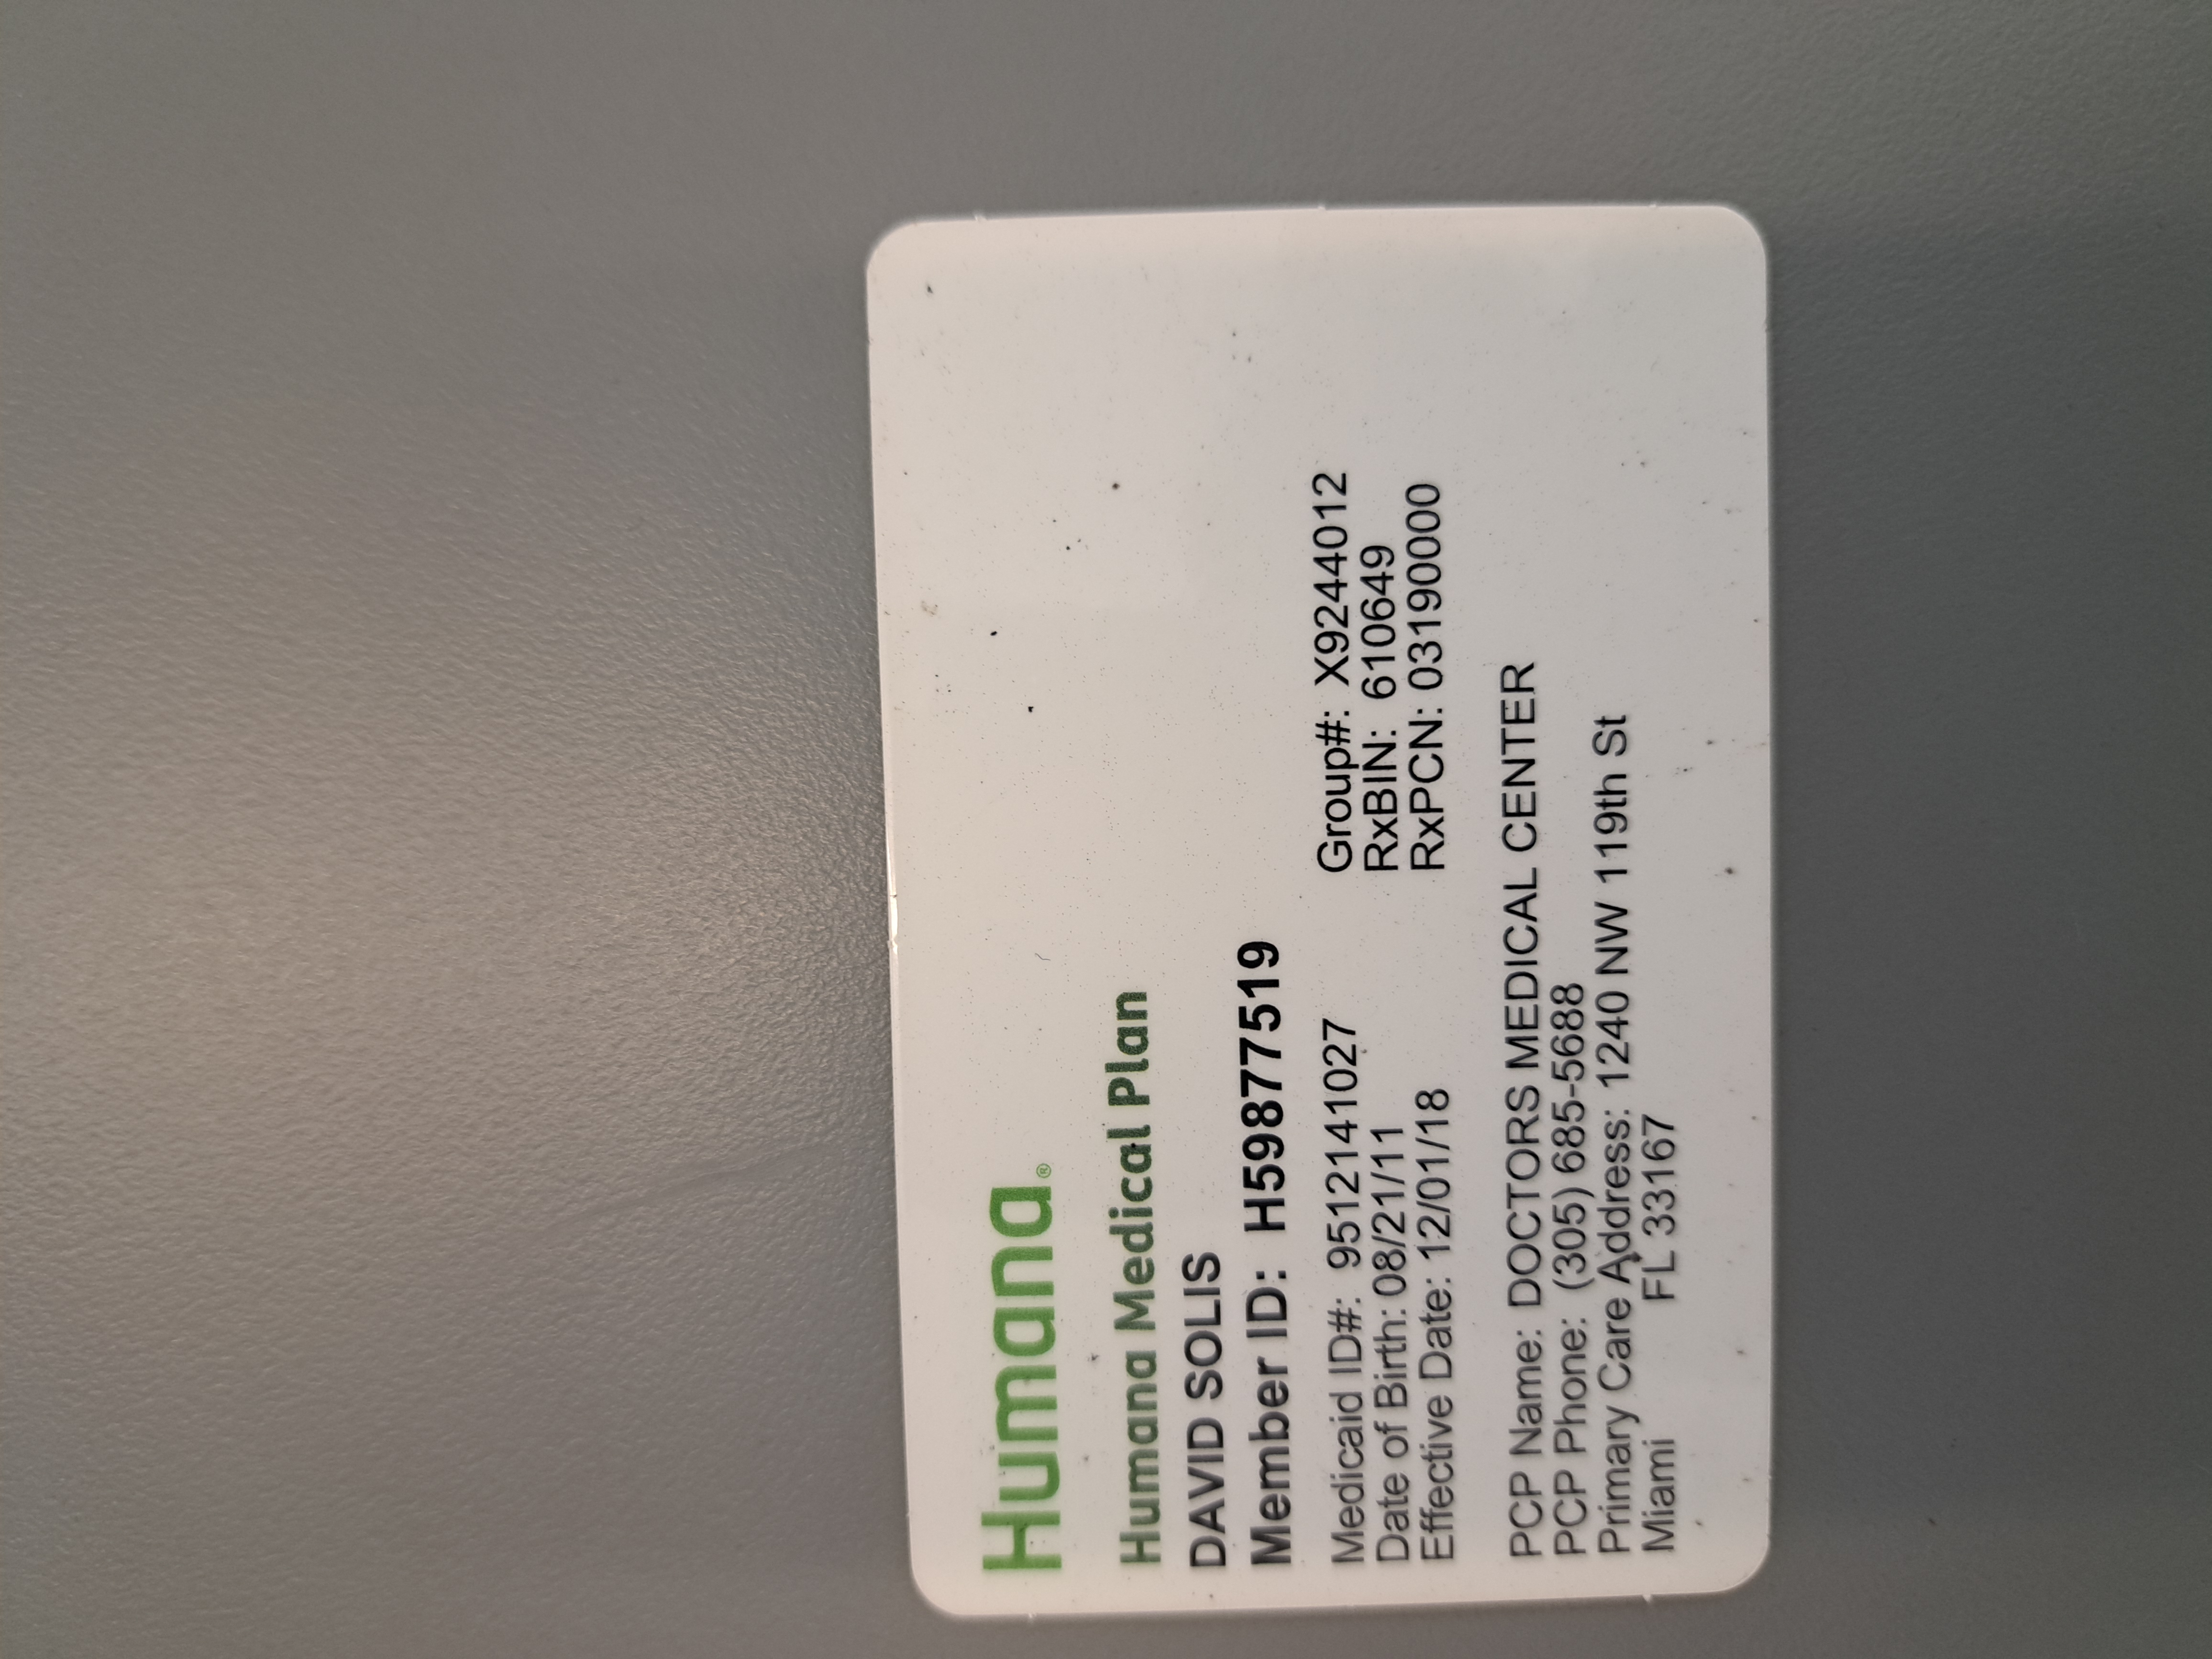 Humana®
Humana Medical Plan
DAVID SOLIS
Member ID: H59877519
Medicaid ID#: 9512141027 Group#: X9244012
Date of Birth: 08/21/11 RxBIN: 610649
Effective Date: 12/01/18 RxPCN: 03190000
PCP Name: DOCTORS MEDICAL CENTER
PCP Phone: (305) 685-5688
Primary Care Address: 1240 NW 119th St
Miami FL 33167